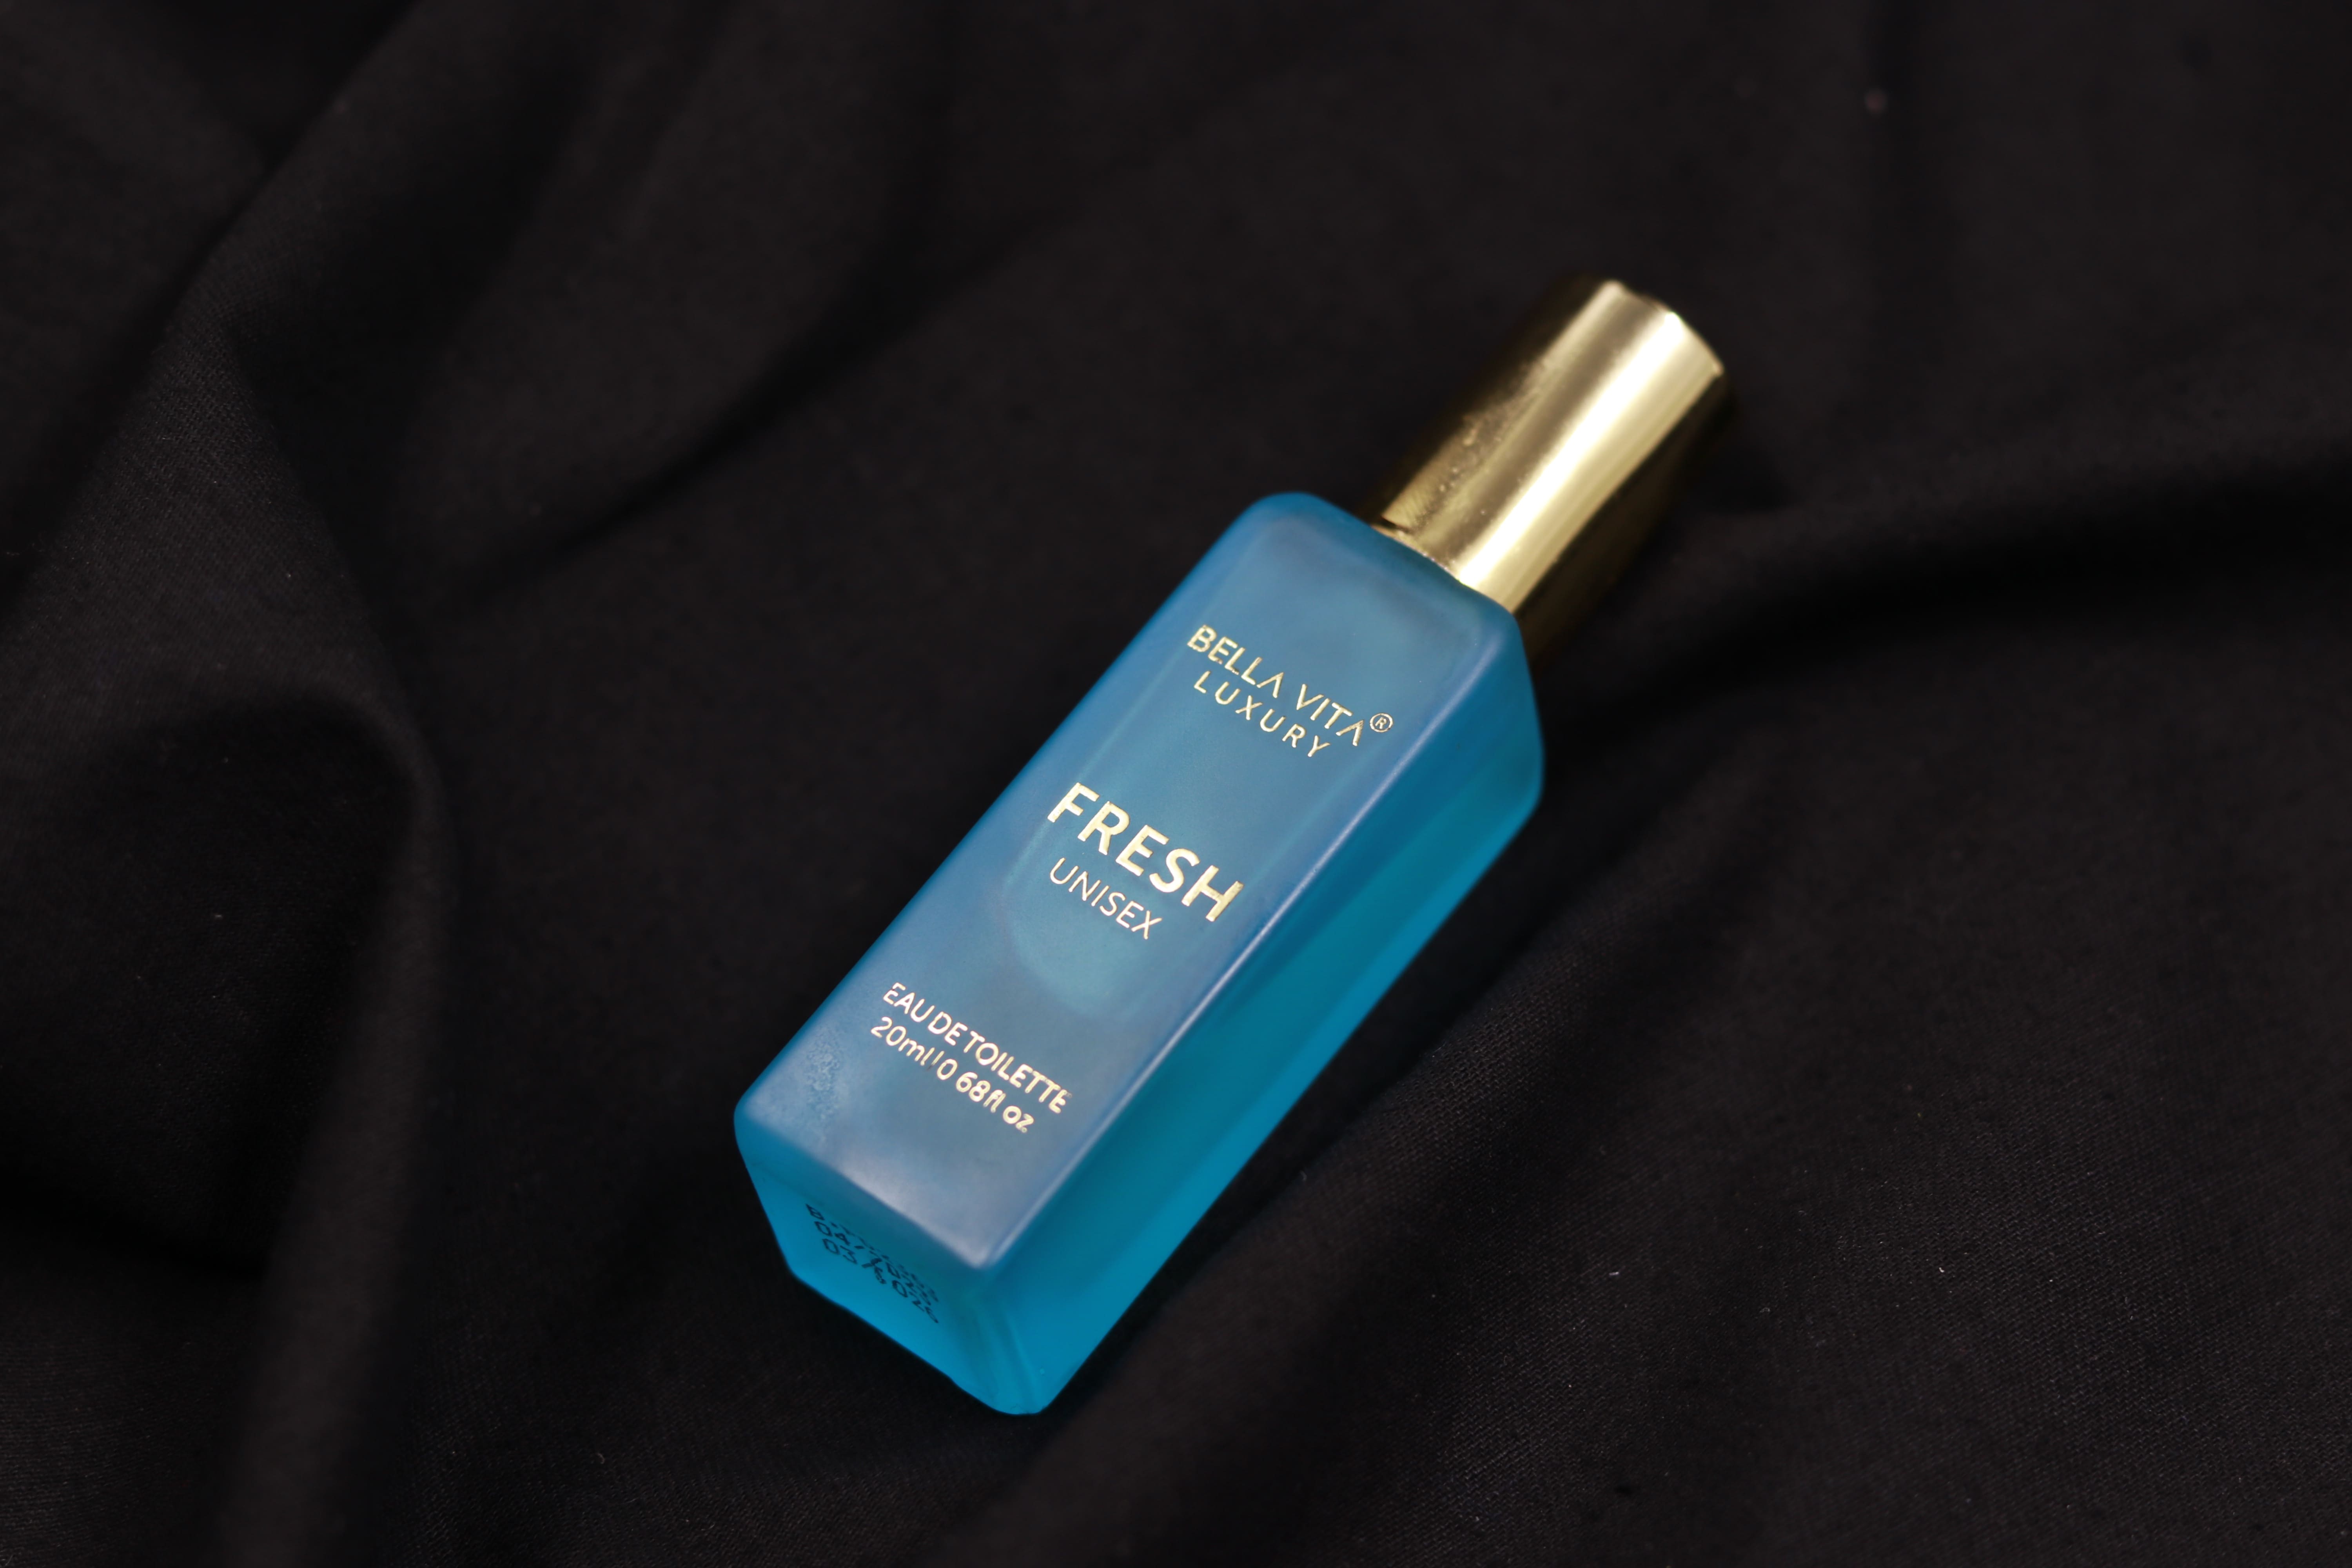 BELLA VITA®
LUXURY
FRESH
UNISEX
EAU DE TOILETTE
20ml/0.68fl oz